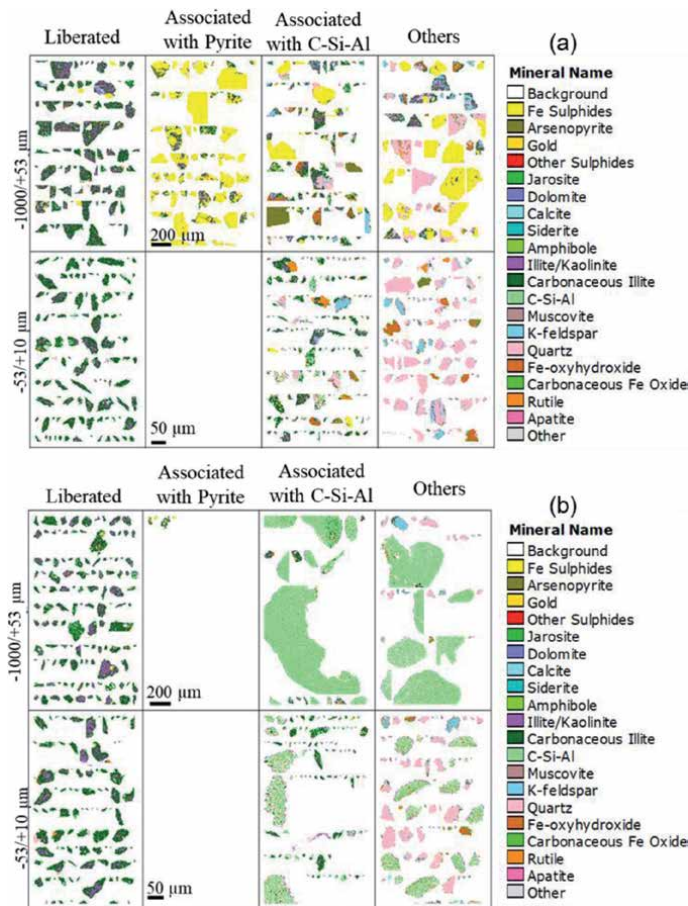 Liberated
Associated with Pyrite
Associated with C-Si-Al
Others
(a)
-1000/+53 µm
200 µm
-53/+10 µm
50 µm
Mineral Name
Background
Fe Sulphides
Arsenopyrite
Gold
Other Sulphides
Jarosite
Dolomite
Calcite
Siderite
Amphibole
Illite/Kaolinite
Carbonaceous Illite
C-Si-Al
Muscovite
K-feldspar
Quartz
Fe-oxyhydroxide
Carbonaceous Fe Oxide
Rutile
Apatite
Other
Liberated
Associated with Pyrite
Associated with C-Si-Al
Others
(b)
-1000/+53 µm
200 µm
-53/+10 µm
50 µm
Mineral Name
Background
Fe Sulphides
Arsenopyrite
Gold
Other Sulphides
Jarosite
Dolomite
Calcite
Siderite
Amphibole
Illite/Kaolinite
Carbonaceous Illite
C-Si-Al
Muscovite
K-feldspar
Quartz
Fe-oxyhydroxide
Carbonaceous Fe Oxide
Rutile
Apatite
Other